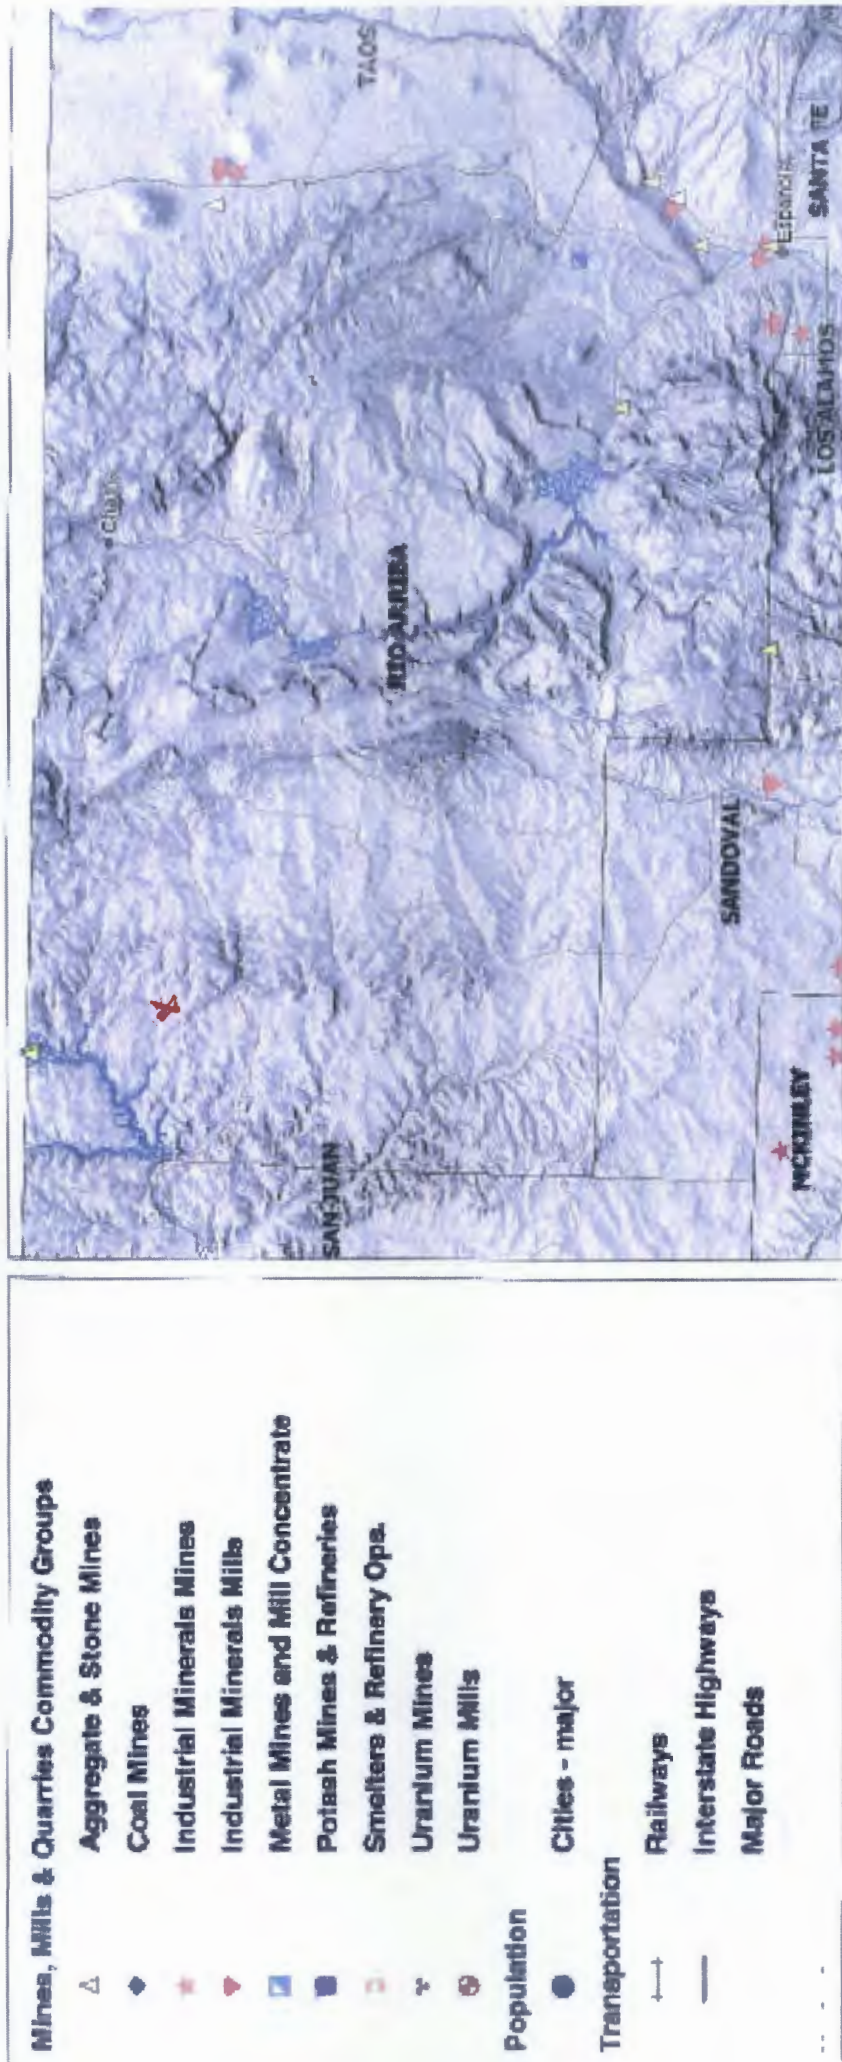 Mines, Mills & Quarries Commodity Groups
Aggregate & Stone Mines
Coal Mines
Industrial Minerals Mines
Industrial Minerals Mills
Metal Mines and Mill Concentrate
Potash Mines & Refineries
Smelters & Refinery Ops.
Uranium Mines
Uranium Mills
Population
Cities - major
Transportation
Railways
Interstate Highways
Major Roads
SAN JUAN
RIO ARRIBA
TAOS
Chama
MCKINLEY
SANDOVAL
LOS ALAMOS
Espanola
SANTA FE